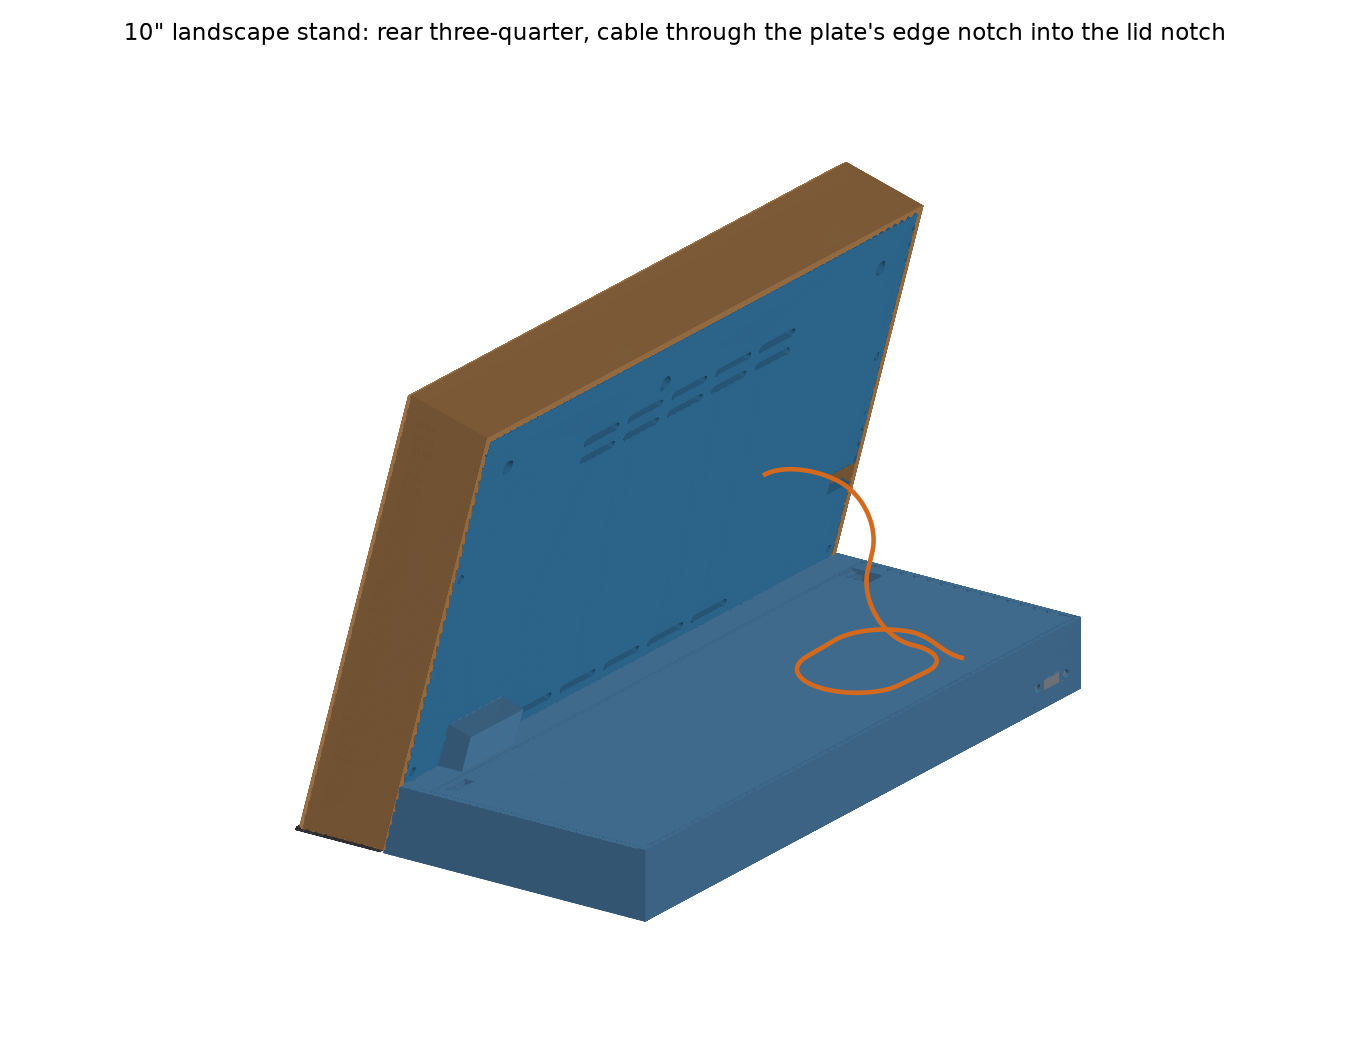 10" landscape stand: rear three-quarter, cable through the plate's edge notch into the lid notch